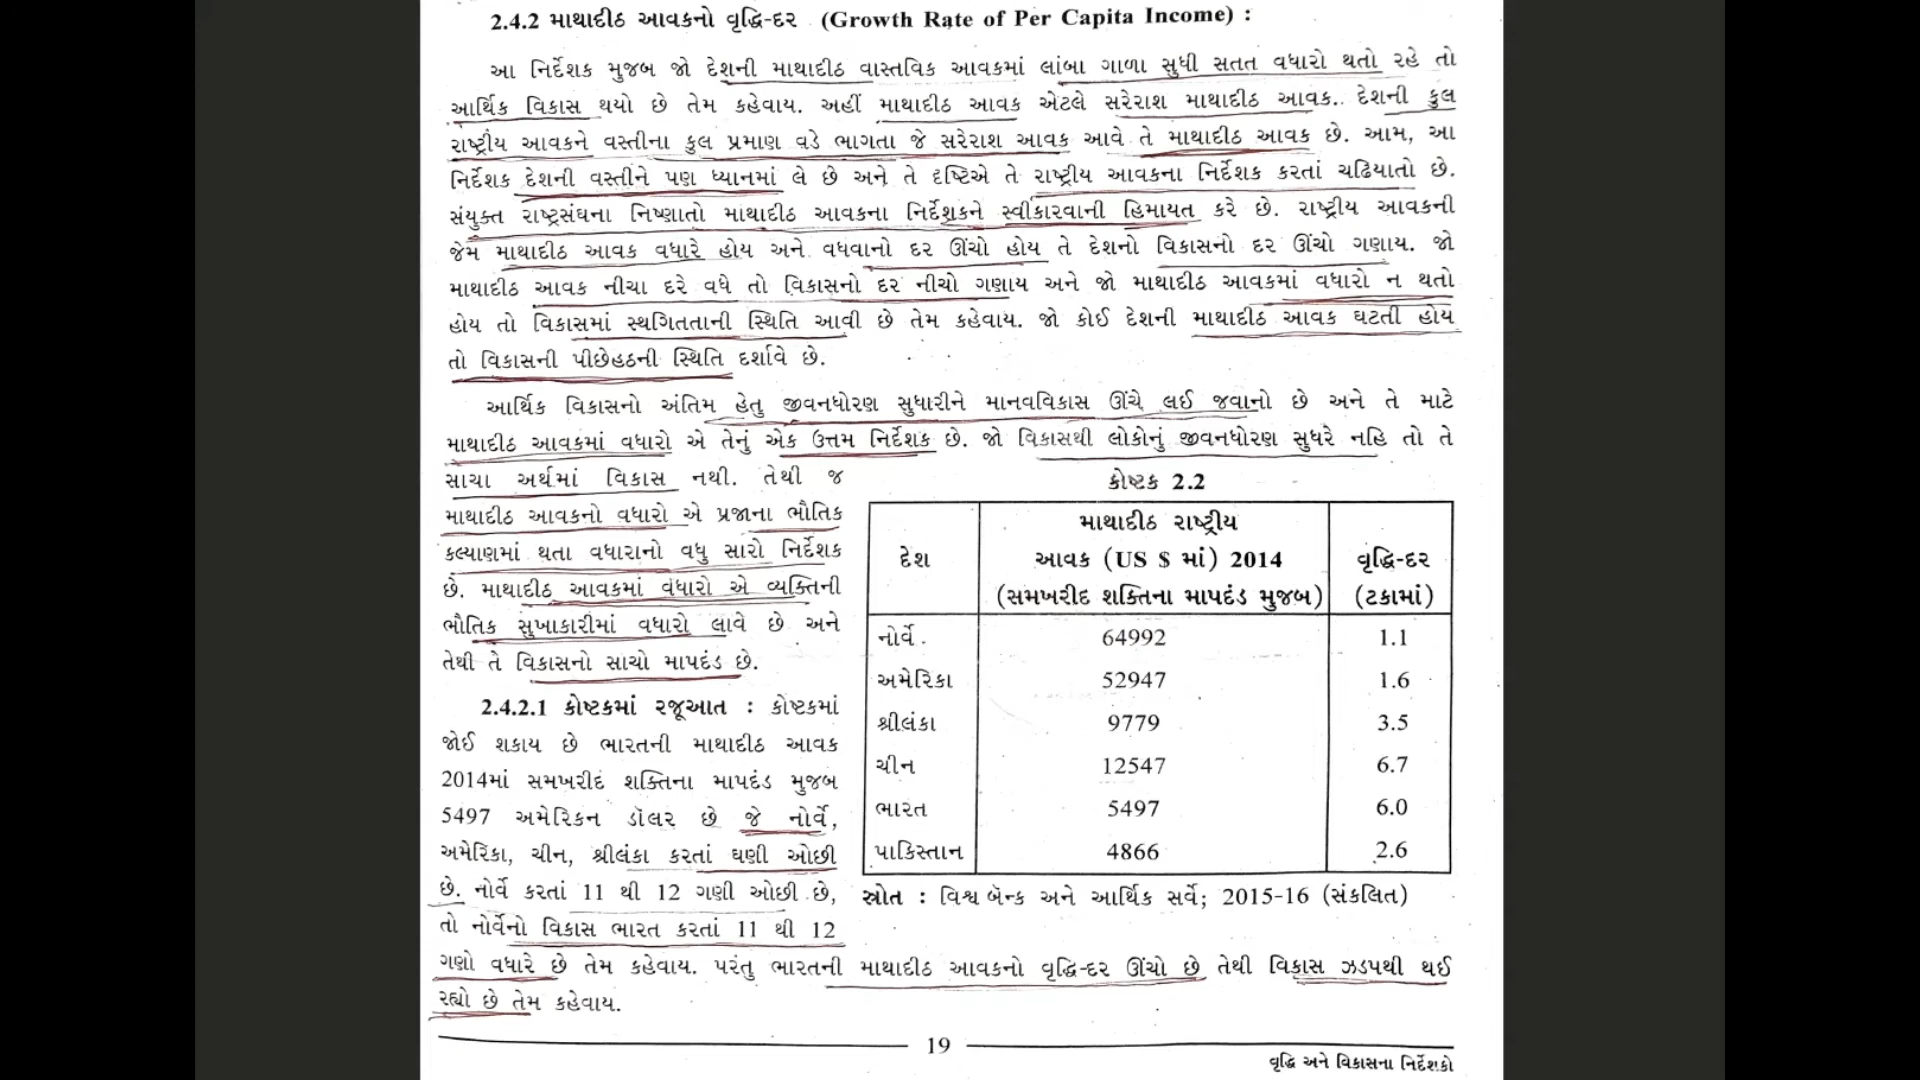 2.4.2 માથાદીઠ આવકનો વૃદ્ધિ-દર (Growth Rate of Per Capita Income) :
આ નિર્દેશક મુજબ જો દેશની માથાદીઠ વાસ્તવિક આવકમાં લાંબા ગાળા સુધી સતત વધારો થતો રહે તો
આર્થિક વિકાસ થયો છે તેમ કહેવાય. અહીં માથાદીઠ આવક એટલે સરેરાશ માથાદીઠ આવક. દેશની કુલ
રાષ્ટ્રીય આવકને વસ્તીના કુલ પ્રમાણ વડે ભાગતા જે સરેરાશ આવક આવે તે માથાદીઠ આવક છે. આમ, આ
નિર્દેશક દેશની વસ્તીને પણ ધ્યાનમાં લે છે અને તે દૃષ્ટિએ તે રાષ્ટ્રીય આવકના નિર્દેશક કરતાં ચઢિયાતો છે.
સંયુક્ત રાષ્ટ્રસંઘના નિષ્ણાતો માથાદીઠ આવકના નિર્દેશકને સ્વીકારવાની હિમાયત કરે છે. રાષ્ટ્રીય આવકની
જેમ માથાદીઠ આવક વધારે હોય અને વધવાનો દર ઊંચો હોય તે દેશનો વિકાસનો દર ઊંચો ગણાય. જો
માથાદીઠ આવક નીચા દરે વધે તો વિકાસનો દર નીચો ગણાય અને જો માથાદીઠ આવકમાં વધારો ન થતો
હોય તો વિકાસમાં સ્થગિતતાની સ્થિતિ આવી છે તેમ કહેવાય. જો કોઈ દેશની માથાદીઠ આવક ઘટતી હોય
તો વિકાસની પીછેહઠની સ્થિતિ દર્શાવે છે.
આર્થિક વિકાસનો અંતિમ હેતુ જીવનધોરણ સુધારીને માનવવિકાસ ઊંચે લઈ જવાનો છે અને તે માટે
માથાદીઠ આવકમાં વધારો એ તેનું એક ઉત્તમ નિર્દેશક છે. જો વિકાસથી લોકોનું જીવનધોરણ સુધરે નહિ તો તે
સાચા અર્થમાં વિકાસ નથી. તેથી જ
માથાદીઠ આવકનો વધારો એ પ્રજાના ભૌતિક
કલ્યાણમાં થતા વધારાનો વધુ સારો નિર્દેશક
છે. માથાદીઠ આવકમાં વધારો એ વ્યક્તિની
ભૌતિક સુખાકારીમાં વધારો લાવે છે અને
તેથી તે વિકાસનો સાચો માપદંડ છે.
2.4.2.1 કોષ્ટકમાં રજૂઆત : કોષ્ટકમાં
જોઈ શકાય છે ભારતની માથાદીઠ આવક
2014માં સમખરીદ શક્તિના માપદંડ મુજબ
5497 અમેરિકન ડૉલર છે જે નોર્વે,
અમેરિકા, ચીન, શ્રીલંકા કરતાં ઘણી ઓછી
છે. નોર્વે કરતાં 11 થી 12 ગણી ઓછી છે,
તો નોર્વેનો વિકાસ ભારત કરતાં 11 થી 12
ગણો વધારે છે તેમ કહેવાય. પરંતુ ભારતની માથાદીઠ આવકનો વૃદ્ધિ-દર ઊંચો છે તેથી વિકાસ ઝડપથી થઈ
રહ્યો છે તેમ કહેવાય.
કોષ્ટક 2.2
દેશ
માથાદીઠ રાષ્ટ્રીય
આવક (US $ માં) 2014
(સમખરીદ શક્તિના માપદંડ મુજબ)
વૃદ્ધિ-દર
(ટકામાં)
નોર્વે 64992 1.1
અમેરિકા 52947 1.6
શ્રીલંકા 9779 3.5
ચીન 12547 6.7
ભારત 5497 6.0
પાકિસ્તાન 4866 2.6
સ્રોત : વિશ્વ બૅન્ક અને આર્થિક સર્વે; 2015-16 (સંકલિત)
19
વૃદ્ધિ અને વિકાસના નિર્દેશકો